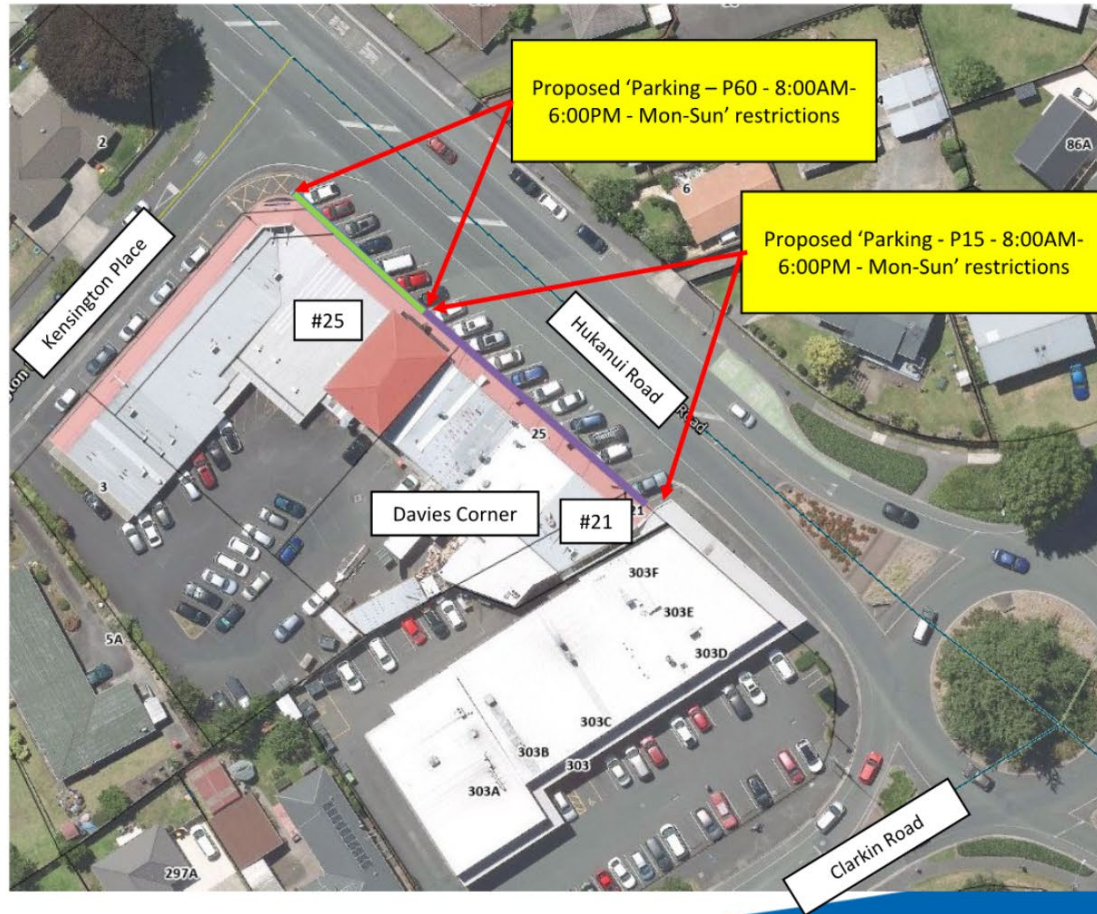 Proposed ‘Parking – P60 - 8:00AM-
6:00PM - Mon-Sun’ restrictions
Proposed ‘Parking - P15 - 8:00AM-
6:00PM - Mon-Sun’ restrictions
2
6
86A
Kensington Place
#25
Hukanui Road
Road
25
3
Davies Corner
#21
21
303F
303E
303D
5A
303C
303B
303
303A
297A
Clarkin Road